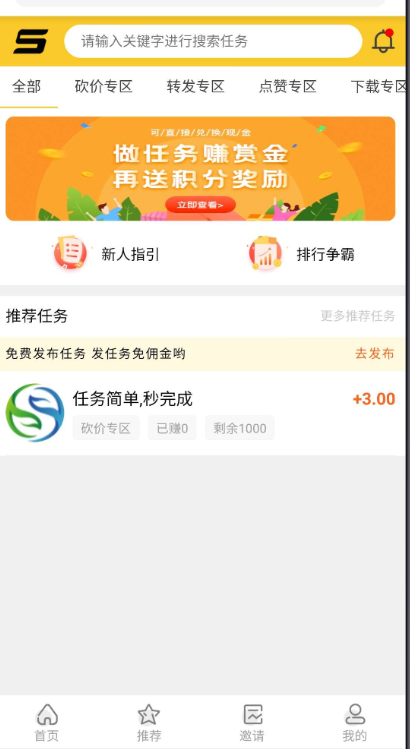 请输入关键字进行搜索任务
全部 砍价专区 转发专区 点赞专区 下载专区
可/直/接/兑/换/现/金
做任务赚赏金
再送积分奖励
立即查看>
新人指引 排行争霸
推荐任务 更多推荐任务
免费发布任务 发任务免佣金哟 去发布
任务简单,秒完成 +3.00
砍价专区 已赚0 剩余1000
首页 推荐 邀请 我的